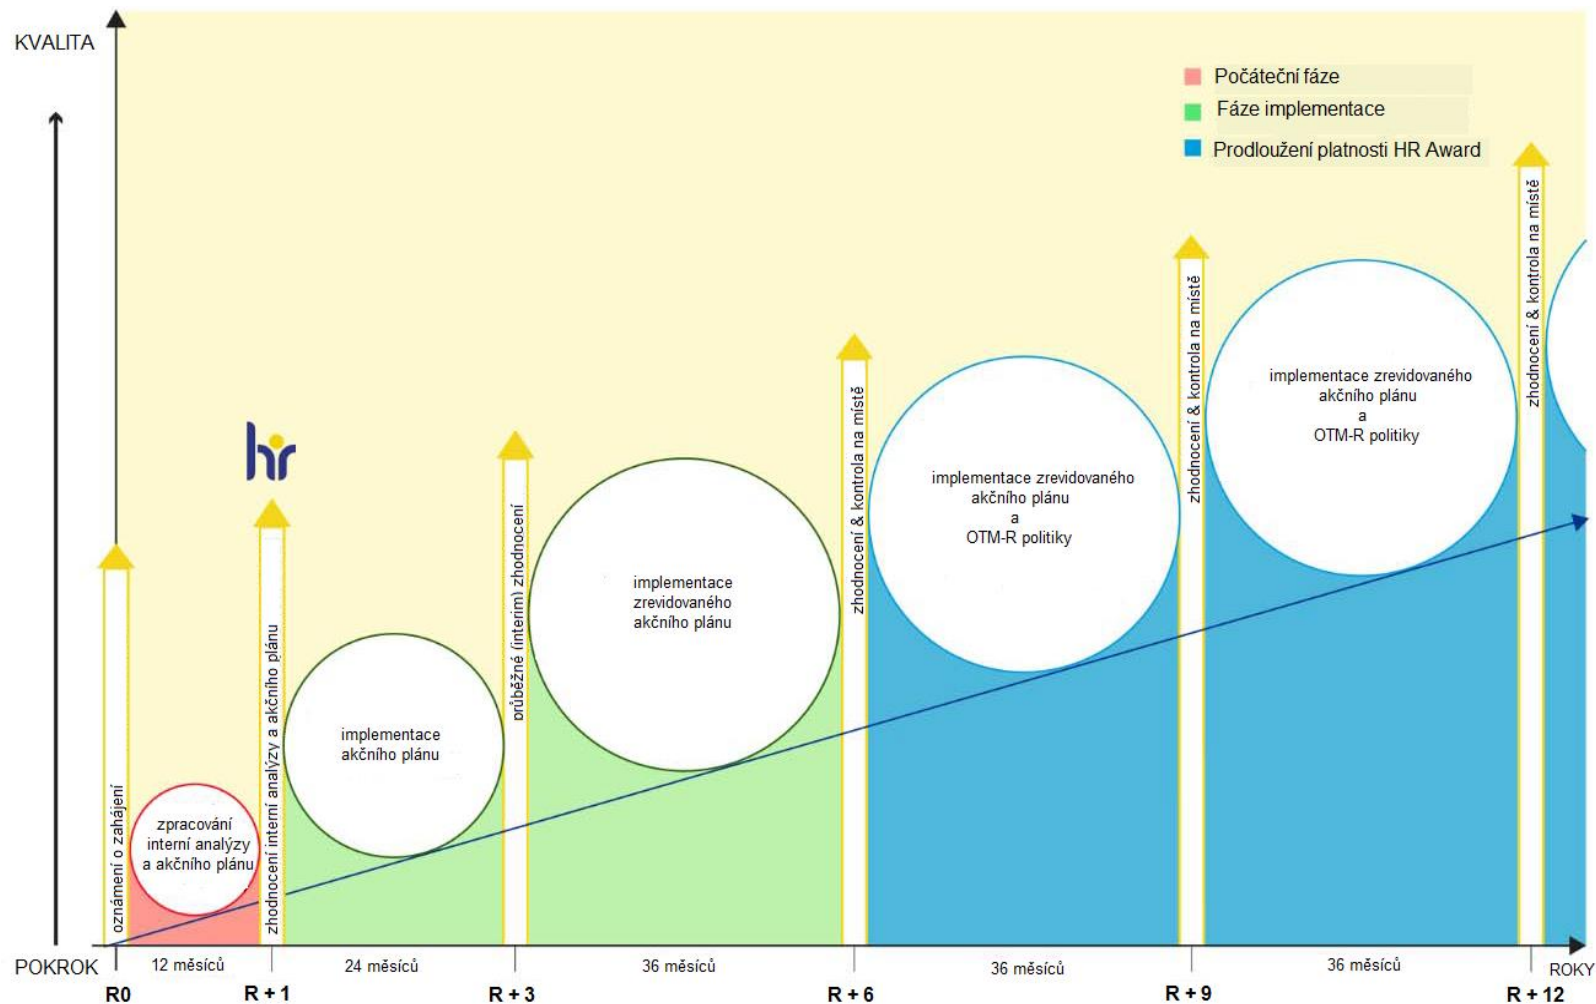 KVALITA
Počáteční fáze
Fáze implementace
Prodloužení platnosti HR Award
hr
oznámení o zahájení
zpracování
interní analýzy
a akčního plánu
zhodnocení interní analýzy a akčního plánu
implementace
akčního plánu
průběžné (interim) zhodnocení
implementace
zrevidovaného
akčního plánu
zhodnocení & kontrola na místě
implementace zrevidovaného
akčního plánu
a
OTM-R politiky
zhodnocení & kontrola na místě
implementace zrevidovaného
akčního plánu
a
OTM-R politiky
zhodnocení & kontrola na místě
POKROK
12 měsíců
24 měsíců
36 měsíců
36 měsíců
36 měsíců
ROKY
R0
R + 1
R + 3
R + 6
R + 9
R + 12